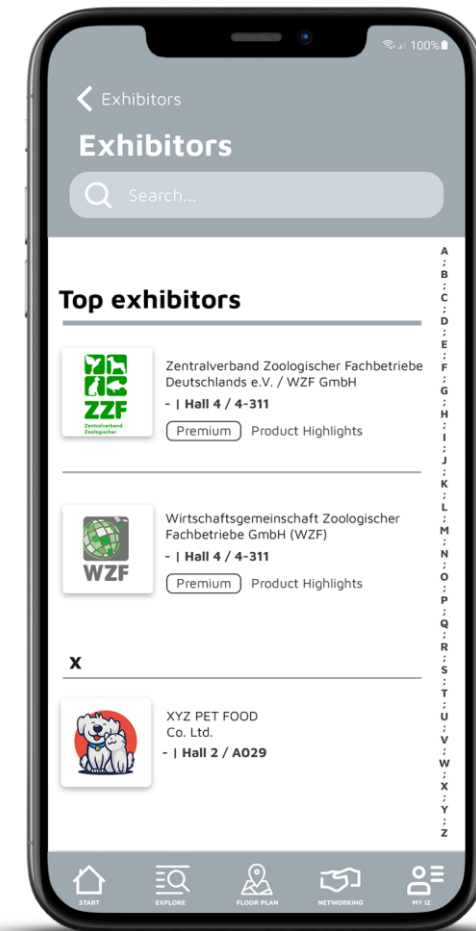 100%
Exhibitors
Exhibitors
Search...
Top exhibitors
ZZF
Zentralverband
Zoologischer
Zentralverband Zoologischer Fachbetriebe
Deutschlands e.V. / WZF GmbH
- | Hall 4 / 4-311
Premium Product Highlights
WZF
Wirtschaftsgemeinschaft Zoologischer
Fachbetriebe GmbH (WZF)
- | Hall 4 / 4-311
Premium Product Highlights
X
XYZ PET FOOD
Co. Ltd.
- | Hall 2 / A029
A
:
B
:
C
:
D
:
E
:
F
:
G
:
H
:
I
:
J
:
K
:
L
:
M
:
N
:
O
:
P
:
Q
:
R
:
S
:
T
:
U
:
V
:
W
:
X
:
Y
:
Z
START EXPLORE FLOOR PLAN NETWORKING MY IZ